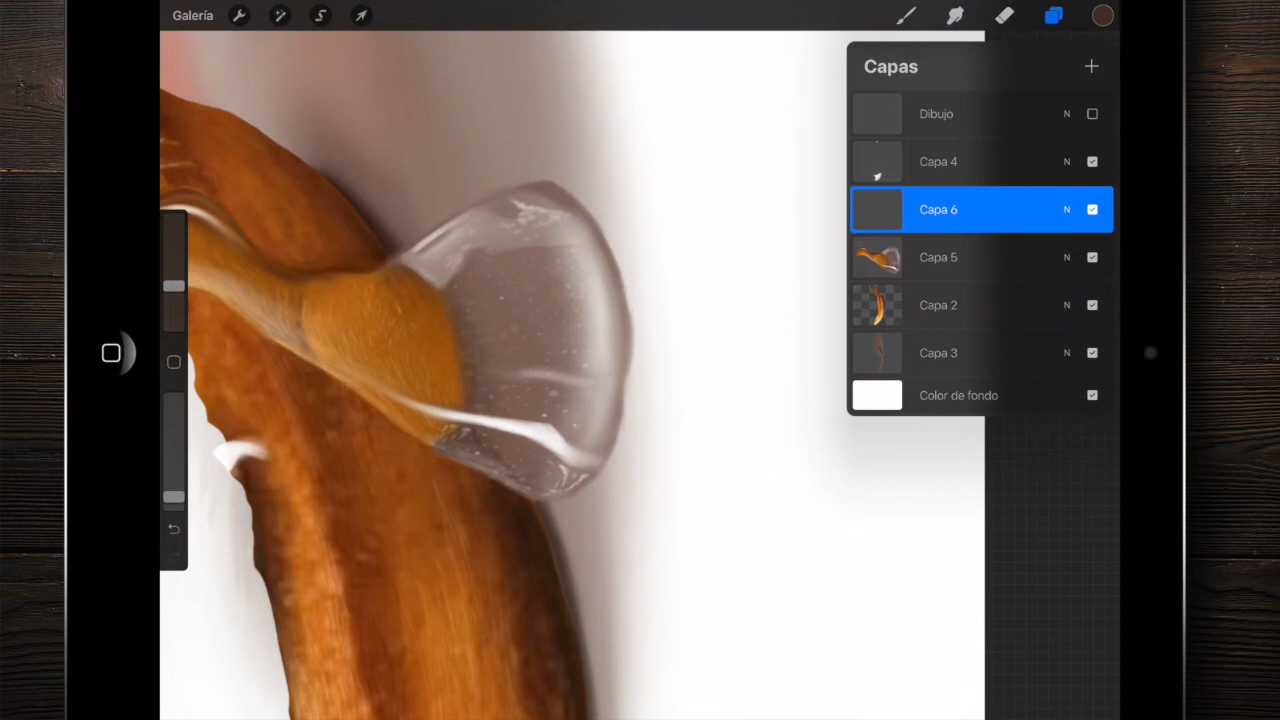 Galería
Capas
Dibujo N
Capa 4 N
Capa 6 N
Capa 5 N
Capa 2 N
Capa 3 N
Color de fondo